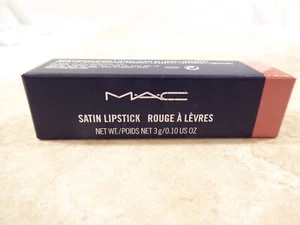 M·A·C
SATIN LIPSTICK ROUGE À LÈVRES
NET WT./POIDS NET 3 g/0.10 US OZ